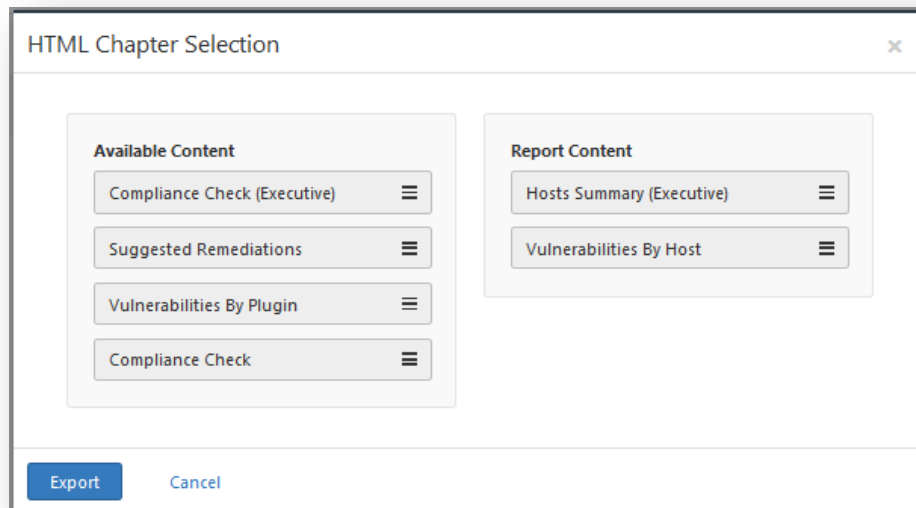 HTML Chapter Selection
Available Content
Compliance Check (Executive)
Suggested Remediations
Vulnerabilities By Plugin
Compliance Check
Report Content
Hosts Summary (Executive)
Vulnerabilities By Host
Export
Cancel